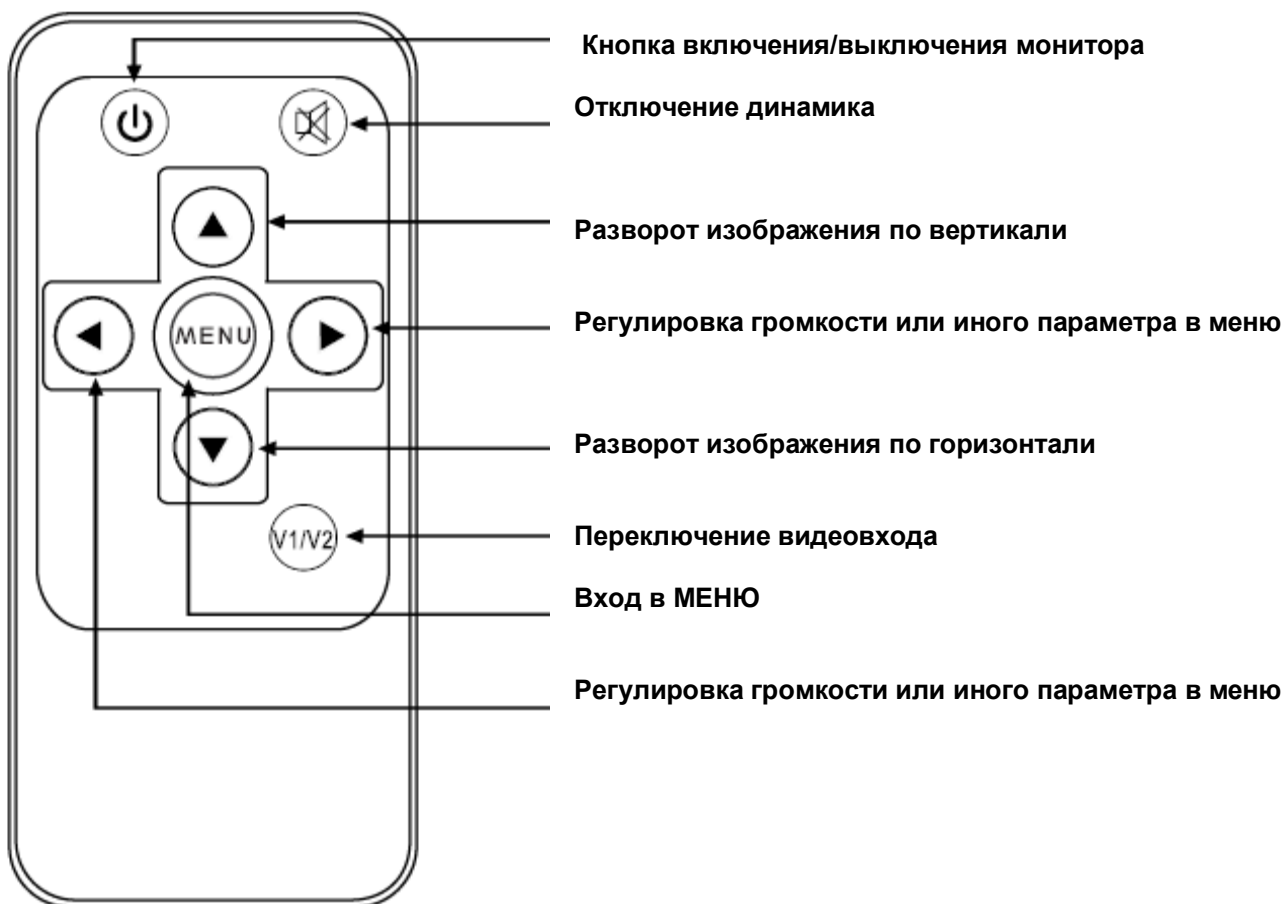 Кнопка включения/выключения монитора
Отключение динамика
Разворот изображения по вертикали
Регулировка громкости или иного параметра в меню
MENU
Разворот изображения по горизонтали
V1/V2
Переключение видеовхода
Вход в МЕНЮ
Регулировка громкости или иного параметра в меню